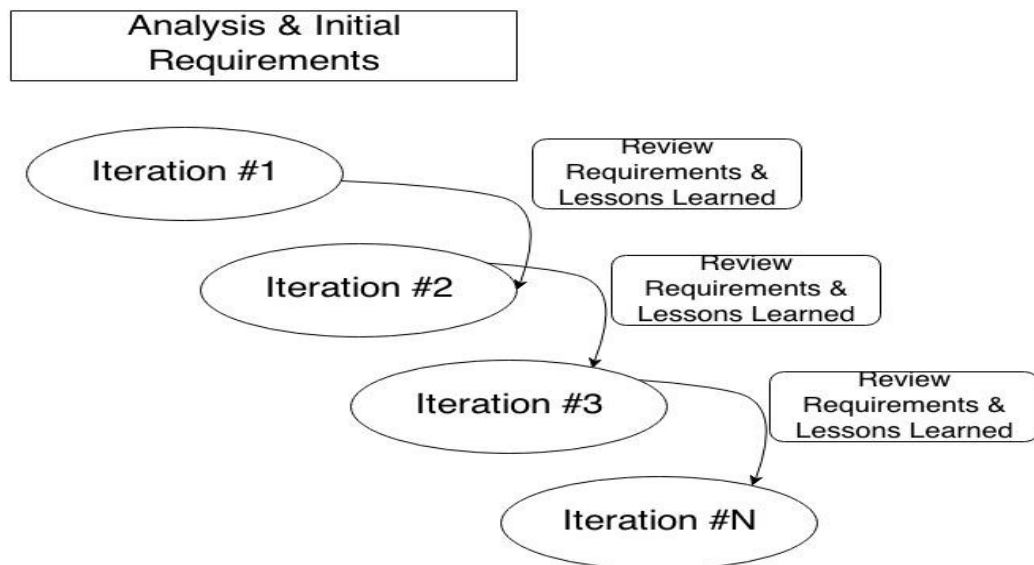 Analysis & Initial
Requirements
Iteration #1
Review
Requirements &
Lessons Learned
Iteration #2
Review
Requirements &
Lessons Learned
Iteration #3
Review
Requirements &
Lessons Learned
Iteration #N